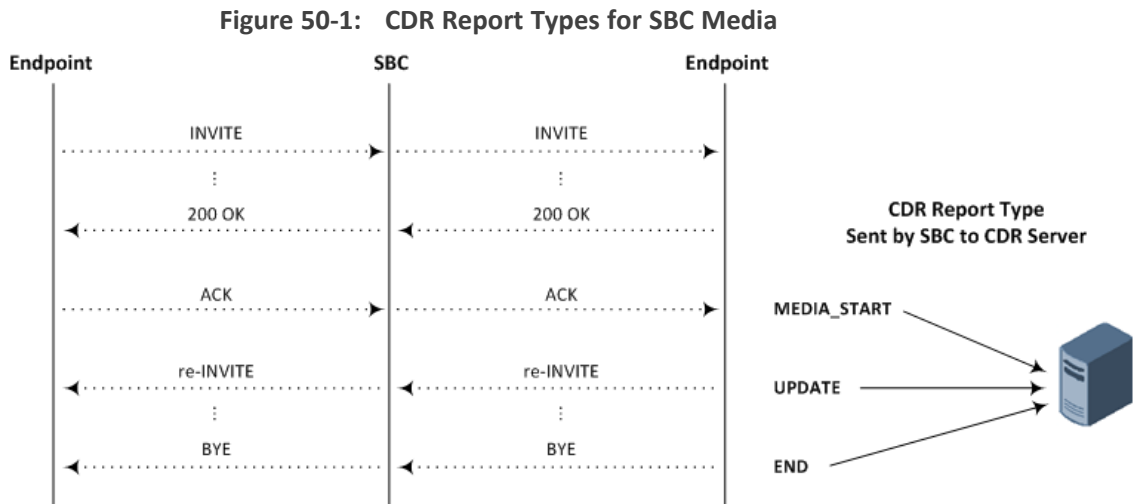 Figure 50-1: CDR Report Types for SBC Media
Endpoint SBC Endpoint
INVITE INVITE
200 OK 200 OK
CDR Report Type
Sent by SBC to CDR Server
ACK ACK
MEDIA_START
re-INVITE re-INVITE
UPDATE
BYE BYE
END